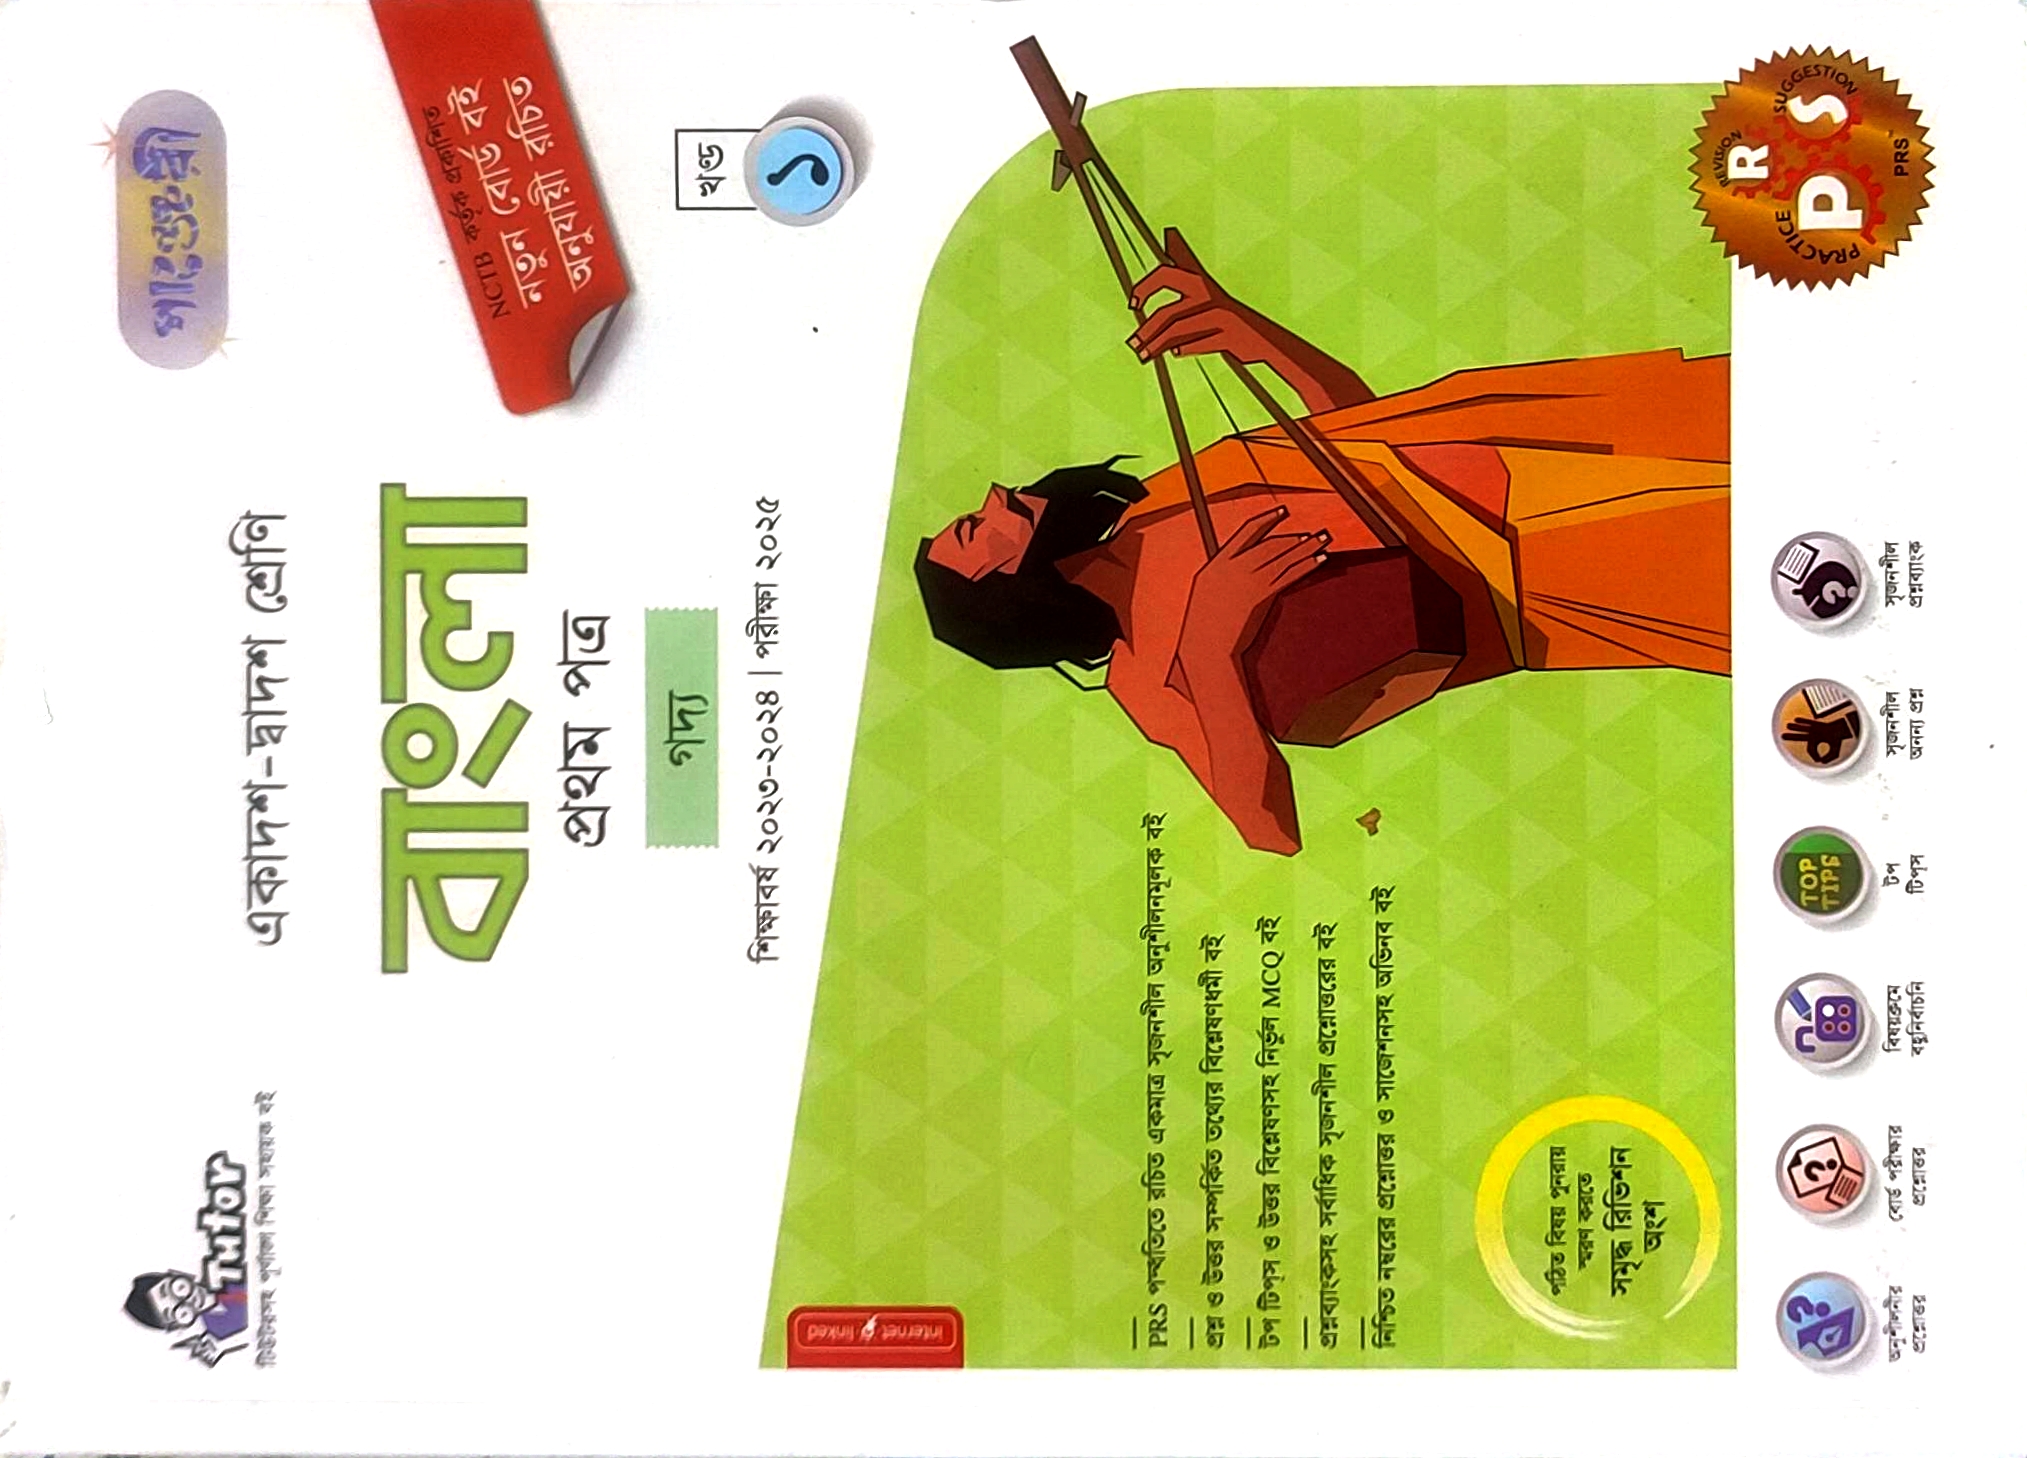 Tutor
টিউটরসহ পূর্ণাঙ্গ শিক্ষা সহায়ক বই
পাঞ্জেরী
একাদশ-দ্বাদশ শ্রেণি
বাংলা
প্রথম পত্র
গদ্য
শিক্ষাবর্ষ ২০২৩-২০২৪ | পরীক্ষা ২০২৫
NCTB কর্তৃক প্রকাশিত
নতুন বোর্ড বই
অনুযায়ী রচিত
খণ্ড
১
internet linked
PRS পদ্ধতিতে রচিত একমাত্র সৃজনশীল অনুশীলনমূলক বই
প্রশ্ন ও উত্তর সম্পর্কিত তথ্যের বিশ্লেষণধর্মী বই
টপ টিপ্‌স ও উত্তর বিশ্লেষণসহ নির্ভুল MCQ বই
প্রশ্নব্যাংকসহ সর্বাধিক সৃজনশীল প্রশ্নোত্তরের বই
নিশ্চিত নম্বরের প্রশ্নোত্তর ও সাজেশনসহ অভিনব বই
পঠিত বিষয় পুনরায়
স্মরণ করতে
সমৃদ্ধ রিভিশন
অংশ
TOP
TIPS
অনুশীলনীর
প্রশ্নোত্তর
বোর্ড পরীক্ষার
প্রশ্নোত্তর
বিষয়ক্রমে
বহুনির্বাচনি
টপ
টিপ্‌স
সৃজনশীল
অনন্য প্রশ্ন
সৃজনশীল
প্রশ্নব্যাংক
REVISION
R
PRACTICE
P
SUGGESTION
S
PRS